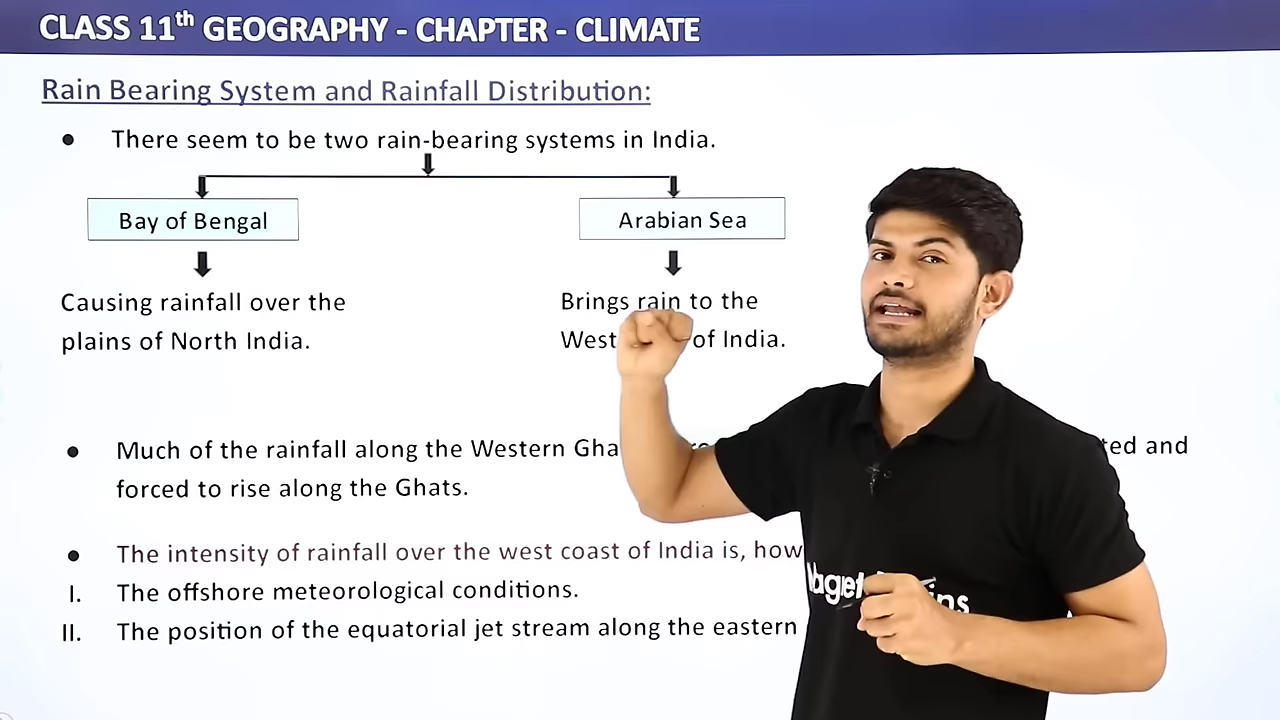 CLASS 11th GEOGRAPHY - CHAPTER - CLIMATE
Rain Bearing System and Rainfall Distribution:
● There seem to be two rain-bearing systems in India.
Bay of Bengal
Arabian Sea
Causing rainfall over the
plains of North India.
Brings rain to the
West of India.
● Much of the rainfall along the Western and
forced to rise along the Ghats.
● The intensity of rainfall over the west coast of India is,
I. The offshore meteorological conditions.
II. The position of the equatorial jet stream along the eastern